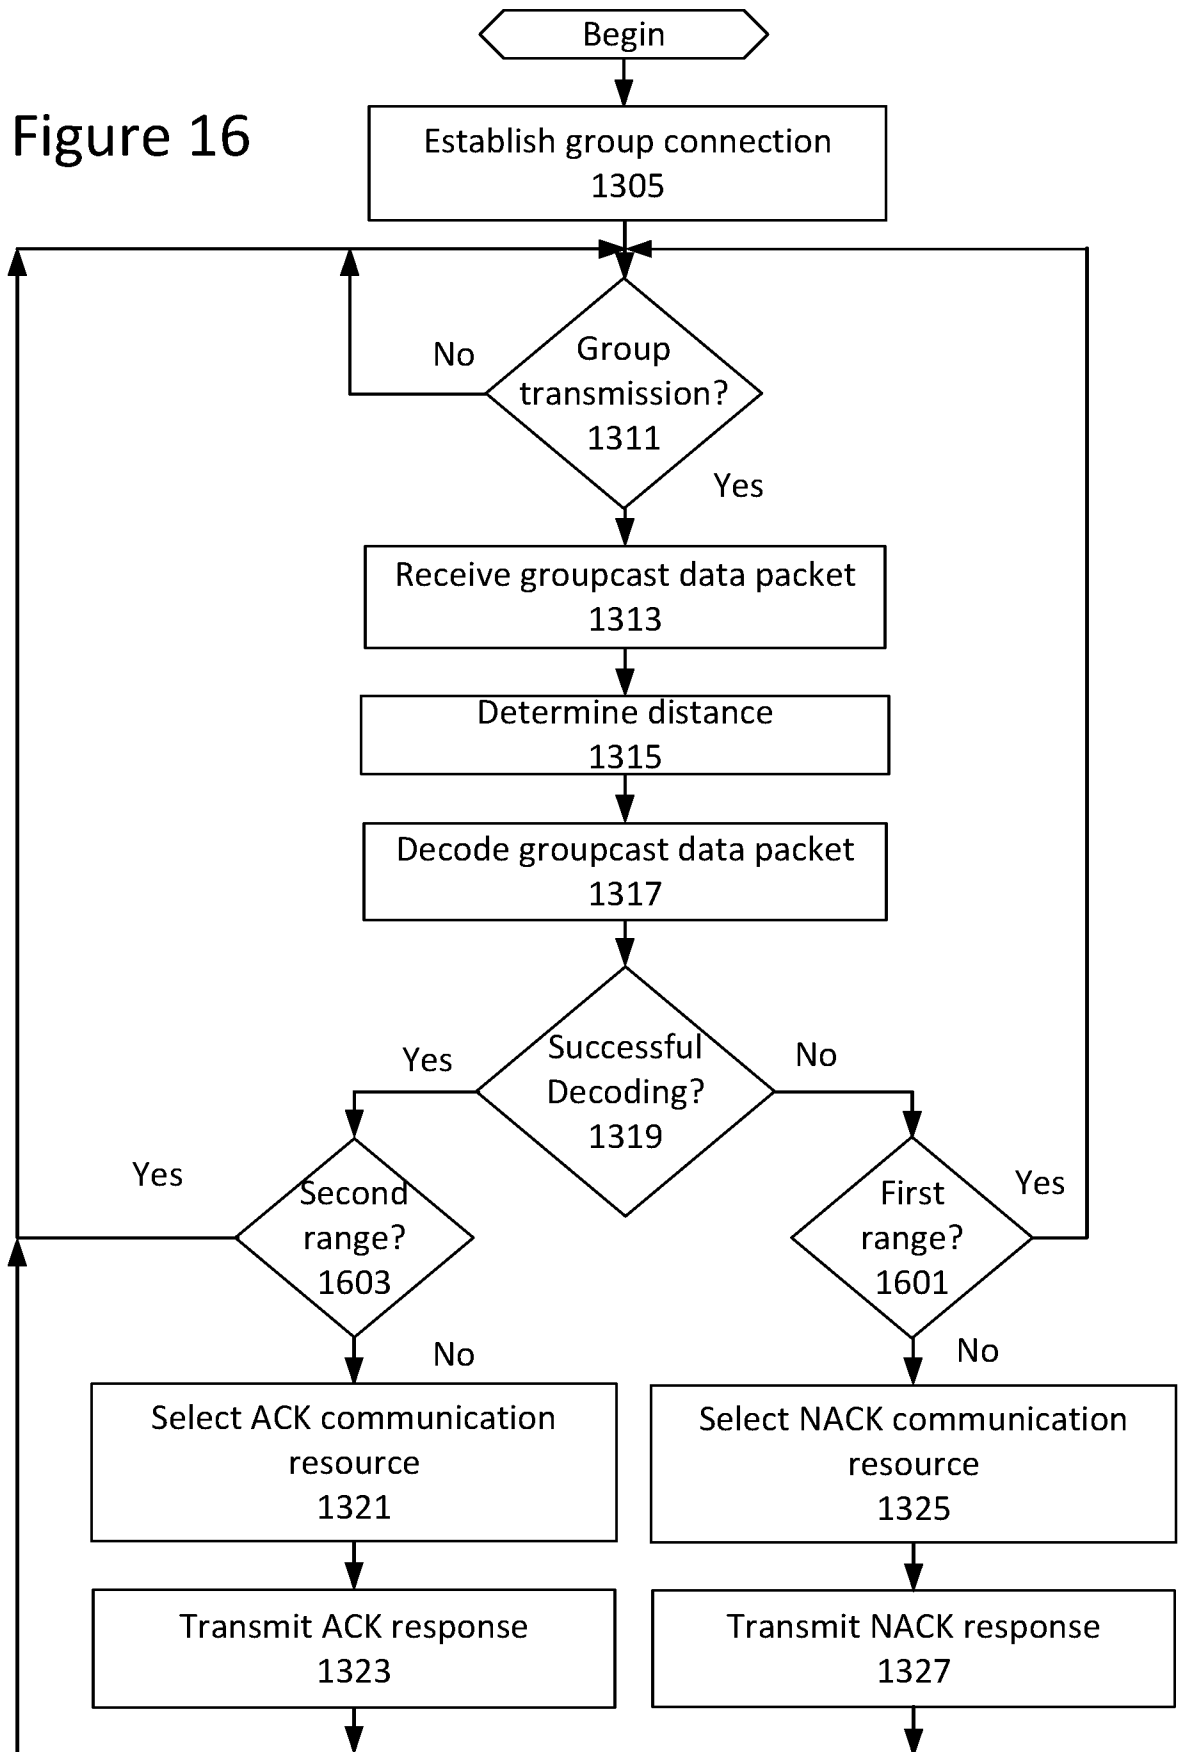 Begin
Figure 16
Establish group connection
1305
No
Group
transmission?
1311
Yes
Receive groupcast data packet
1313
Determine distance
1315
Decode groupcast data packet
1317
Yes
Successful
Decoding?
1319
No
Yes
Second
range?
1603
No
First
range?
1601
Yes
No
Select ACK communication
resource
1321
Select NACK communication
resource
1325
Transmit ACK response
1323
Transmit NACK response
1327